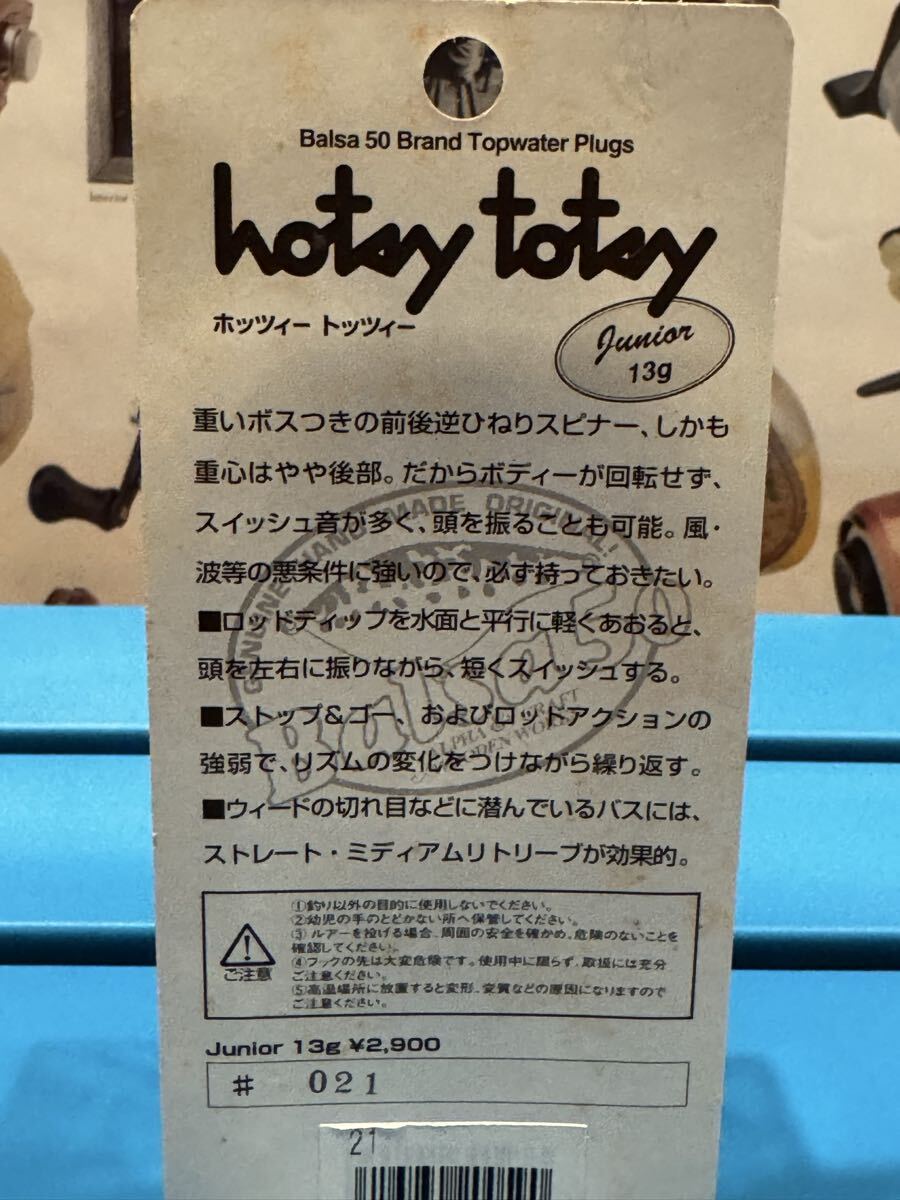 Balsa 50 Brand Topwater Plugs
hotsy totsy
ホッツィー トッツィー
Junior
13g
重いボスつきの前後逆ひねりスピナー、しかも
重心はやや後部。だからボディーが回転せず、
スイッシュ音が多く、頭を振ることも可能。風・
波等の悪条件に強いので、必ず持っておきたい。
■ロッドティップを水面と平行に軽くあおると、
頭を左右に振りながら、短くスイッシュする。
■ストップ&ゴー、およびロッドアクションの
強弱で、リズムの変化をつけながら繰り返す。
■ウィードの切れ目などに潜んでいるバスには、
ストレート・ミディアムリトリーブが効果的。
GENUINE HAND MADE ORIGINAL!
Balsa50
ALPHA & CRAFT
WOODEN WORKS
ご注意
①釣り以外の目的に使用しないでください。
②幼児の手のとどかない所へ保管してください。
③ルアーを投げる場合、周囲の安全を確かめ、危険のないことを
確認してください。
④フックの先は大変危険です。使用中に限らず、取扱には充分
ご注意ください。
⑤高温場所に放置すると変形、変質などの原因になりますので
ご注意ください。
Junior 13g ¥2,900
# 021
21